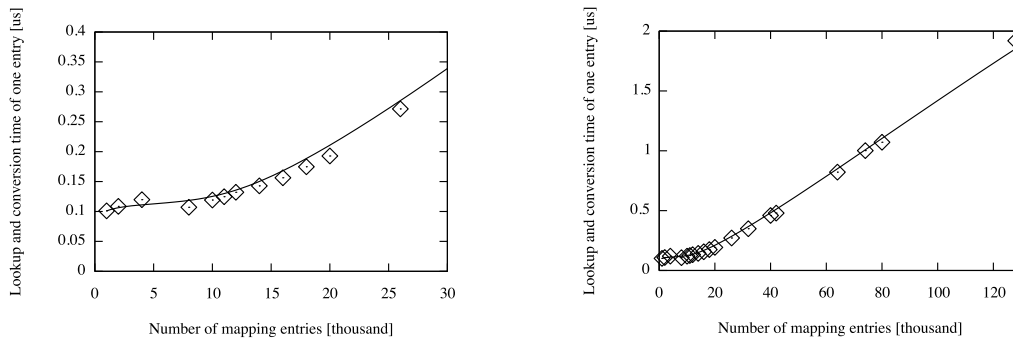 Lookup and conversion time of one entry [us]
0.4
0.35
0.3
0.25
0.2
0.15
0.1
0.05
0
0 5 10 15 20 25 30
Number of mapping entries [thousand]
Lookup and conversion time of one entry [us]
2
1.5
1
0.5
0
0 20 40 60 80 100 120
Number of mapping entries [thousand]